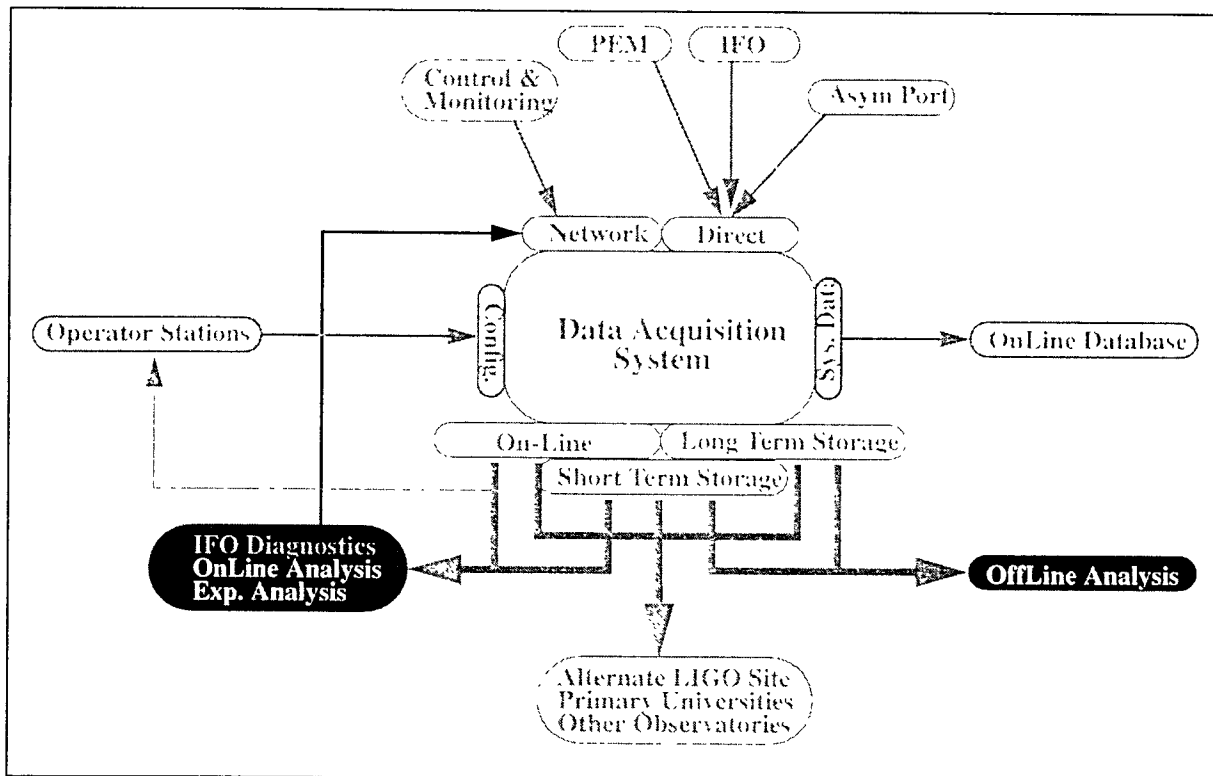 PEM
IFO
Control &
Monitoring
Asym Port
Network
Direct
Operator Stations
Config.
Data Acquisition
System
Sys. Data
OnLine Database
On-Line
Long Term Storage
Short Term Storage
IFO Diagnostics
OnLine Analysis
Exp. Analysis
OffLine Analysis
Alternate LIGO Site
Primary Universities
Other Observatories